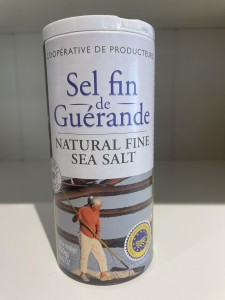 COOPÉRATIVE DE PRODUCTEURS
Sel fin
de
Guérande
NATURAL FINE
SEA SALT